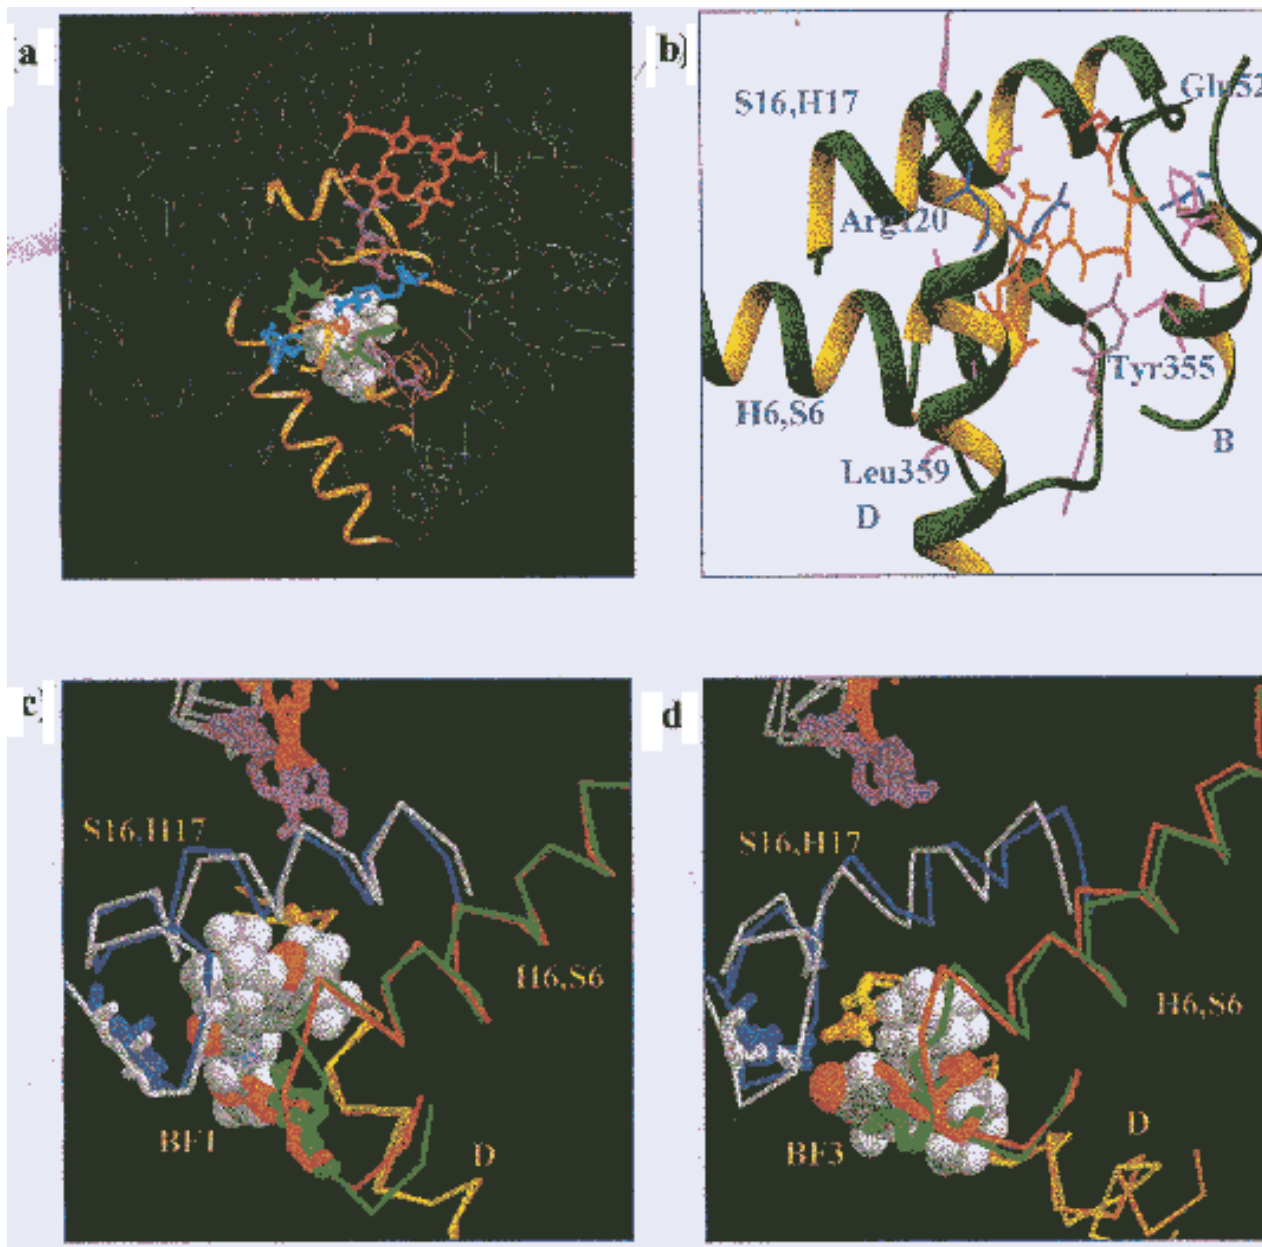 a
b)
S16,H17
Glu52
Arg120
H6,S6
Tyr355
Leu359
B
D
c)
S16,H17
H6,S6
BF1
D
d
S16,H17
H6,S6
BF3
D